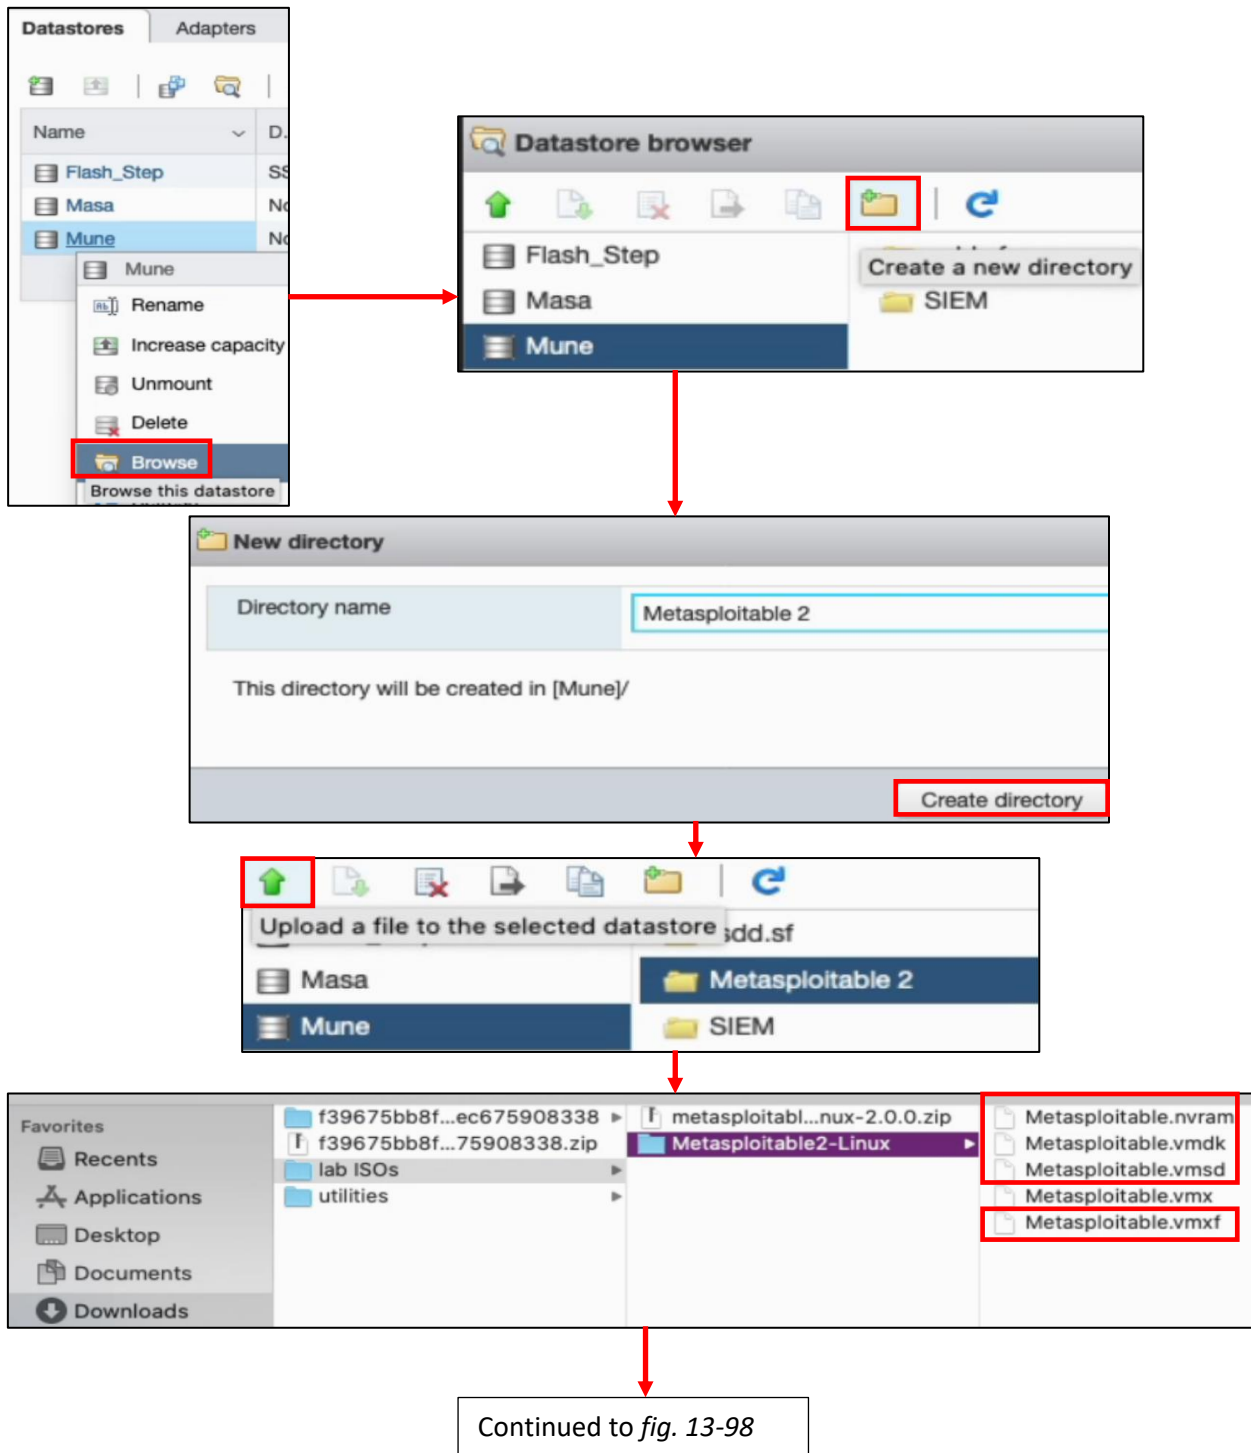 Datastores Adapters
Name D.
Flash_Step SS
Masa No
Mune No
Mune
Rename
Increase capacity
Unmount
Delete
Browse
Browse this datastore
Datastore browser
Flash_Step
Masa
Mune
Create a new directory
SIEM
New directory
Directory name
Metasploitable 2
This directory will be created in [Mune]/
Create directory
Upload a file to the selected datastore
sdd.sf
Masa
Metasploitable 2
Mune
SIEM
Favorites
Recents
Applications
Desktop
Documents
Downloads
f39675bb8f...ec675908338
f39675bb8f...75908338.zip
lab ISOs
utilities
metasploitabl...nux-2.0.0.zip
Metasploitable2-Linux
Metasploitable.nvram
Metasploitable.vmdk
Metasploitable.vmsd
Metasploitable.vmx
Metasploitable.vmxf
Continued to fig. 13-98